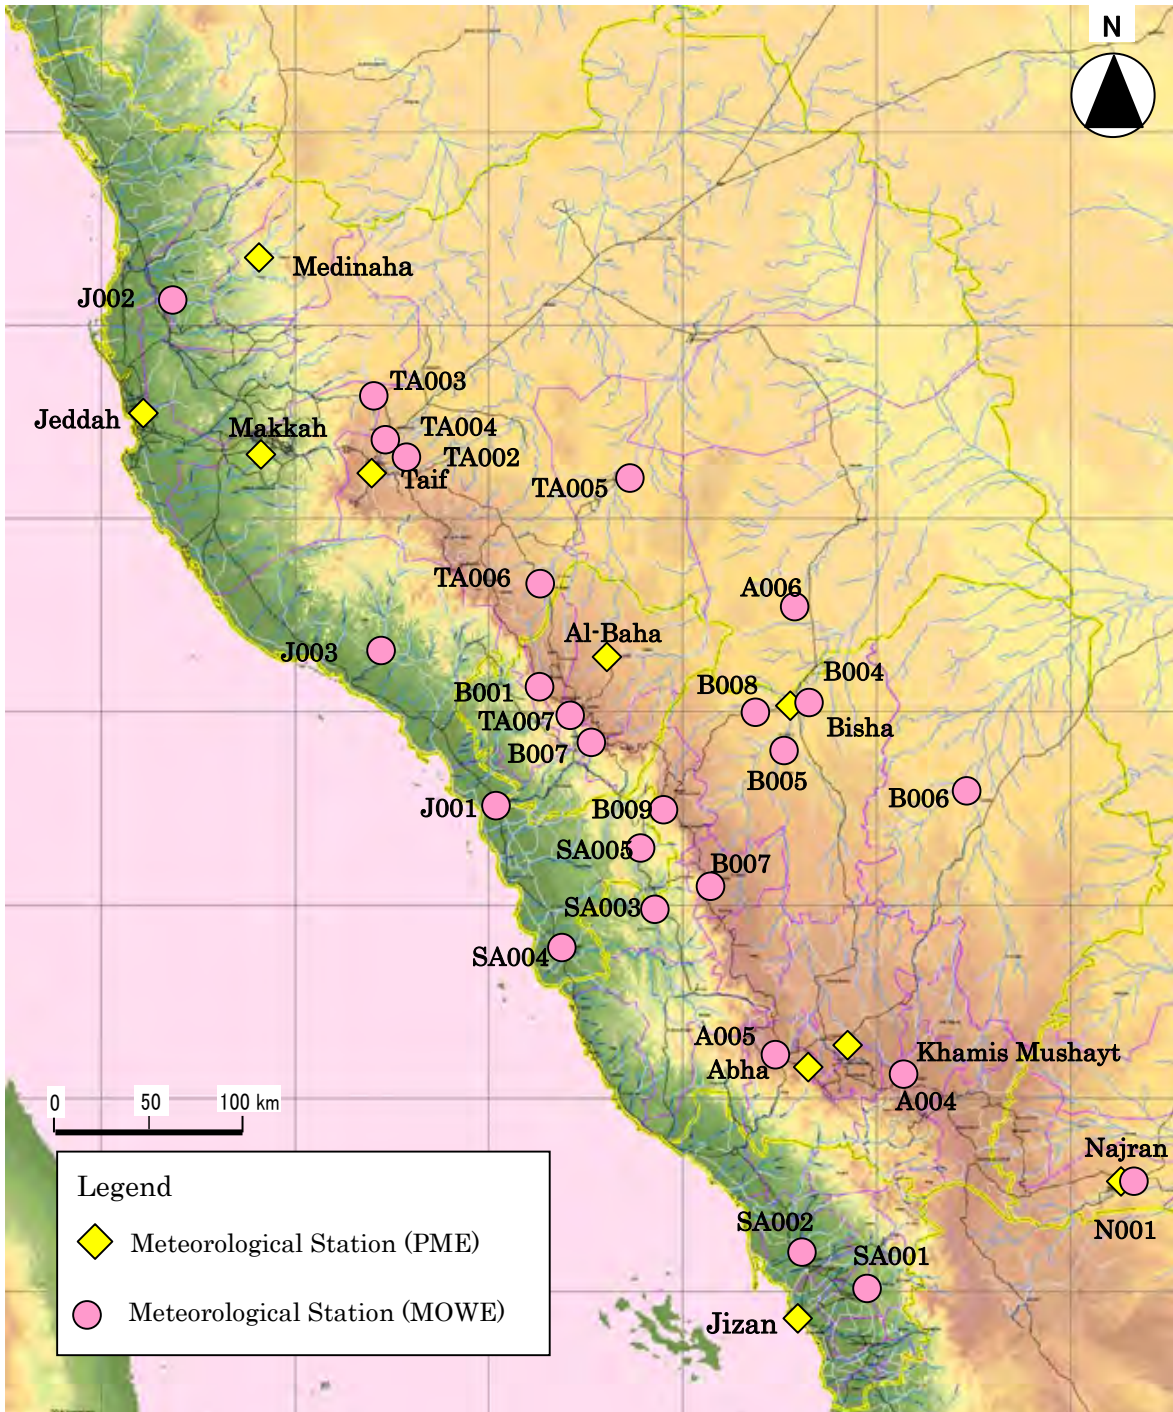 N
Medinaha
J002
TA003
Jeddah
Makkah
TA004
TA002
Taif
TA005
TA006
A006
Al-Baha
J003
B008
B004
B001
TA007
Bisha
B007
B005
B006
J001
B009
SA005
B007
SA003
SA004
A005
Khamis Mushayt
Abha
A004
0 50 100 km
Najran
Legend
SA002
N001
Meteorological Station (PME)
SA001
Meteorological Station (MOWE)
Jizan